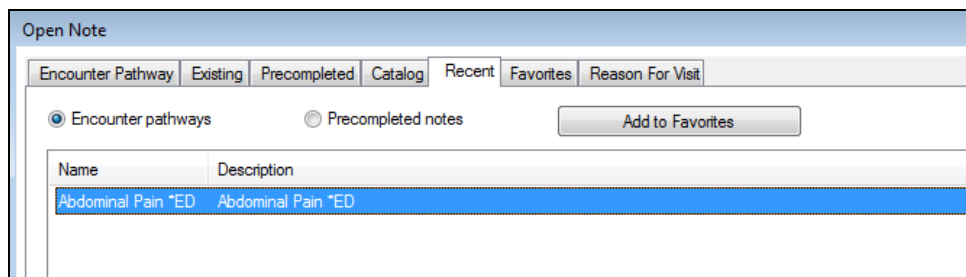 Open Note
Encounter Pathway Existing Precompleted Catalog Recent Favorites Reason For Visit
Encounter pathways Precompleted notes Add to Favorites
Name Description
Abdominal Pain *ED Abdominal Pain *ED